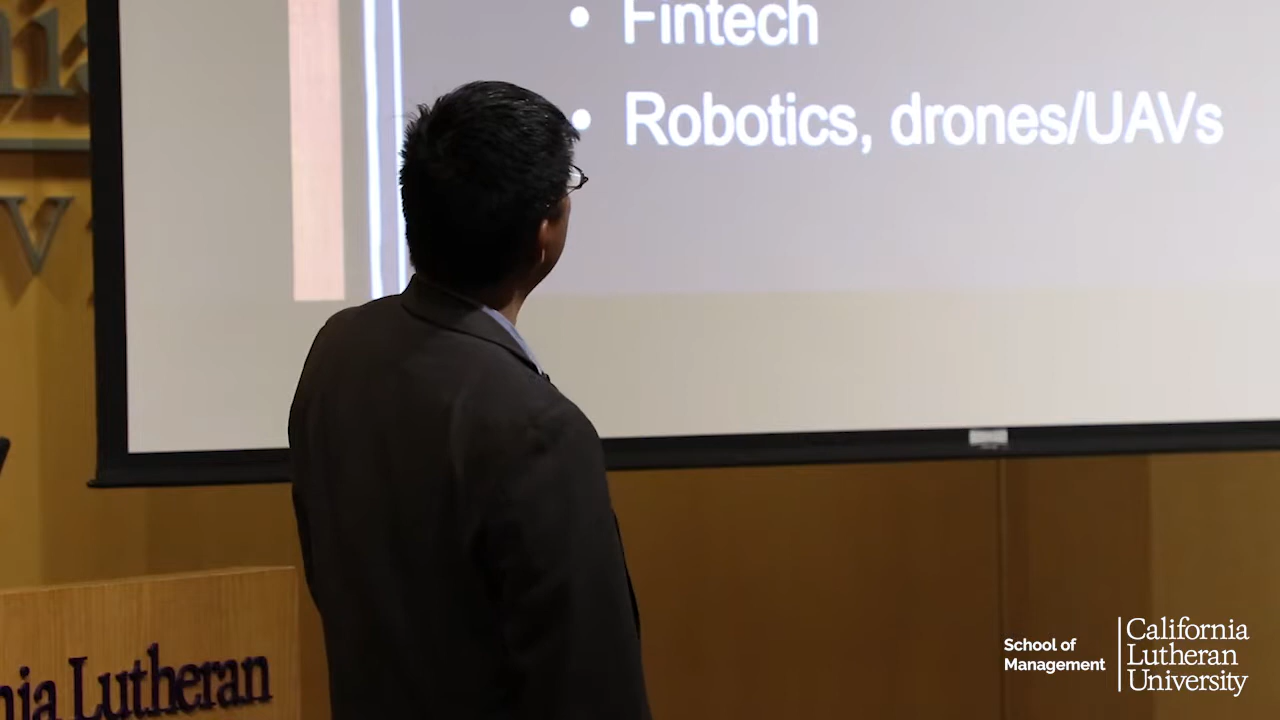 • Fintech
• Robotics, drones/UAVs
V
nia Lutheran
School of
Management
California
Lutheran
University